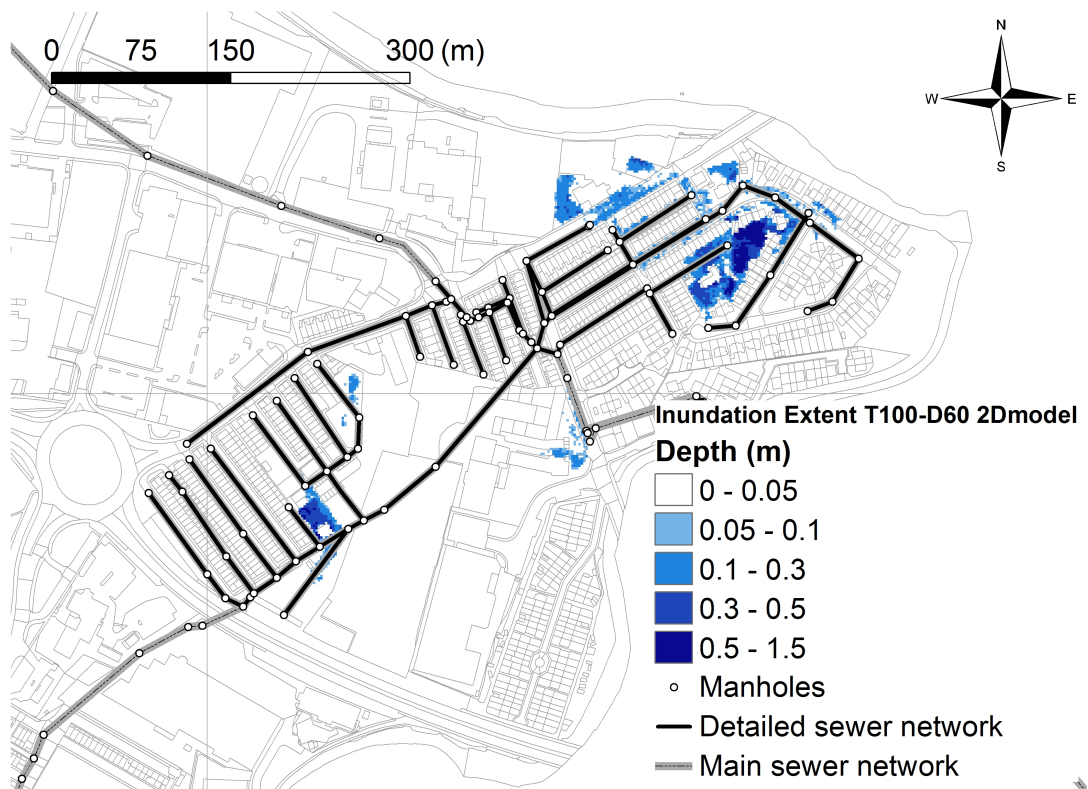 0 75 150 300 (m)
N
W E
S
Inundation Extent T100-D60 2Dmodel
Depth (m)
0 - 0.05
0.05 - 0.1
0.1 - 0.3
0.3 - 0.5
0.5 - 1.5
Manholes
Detailed sewer network
Main sewer network